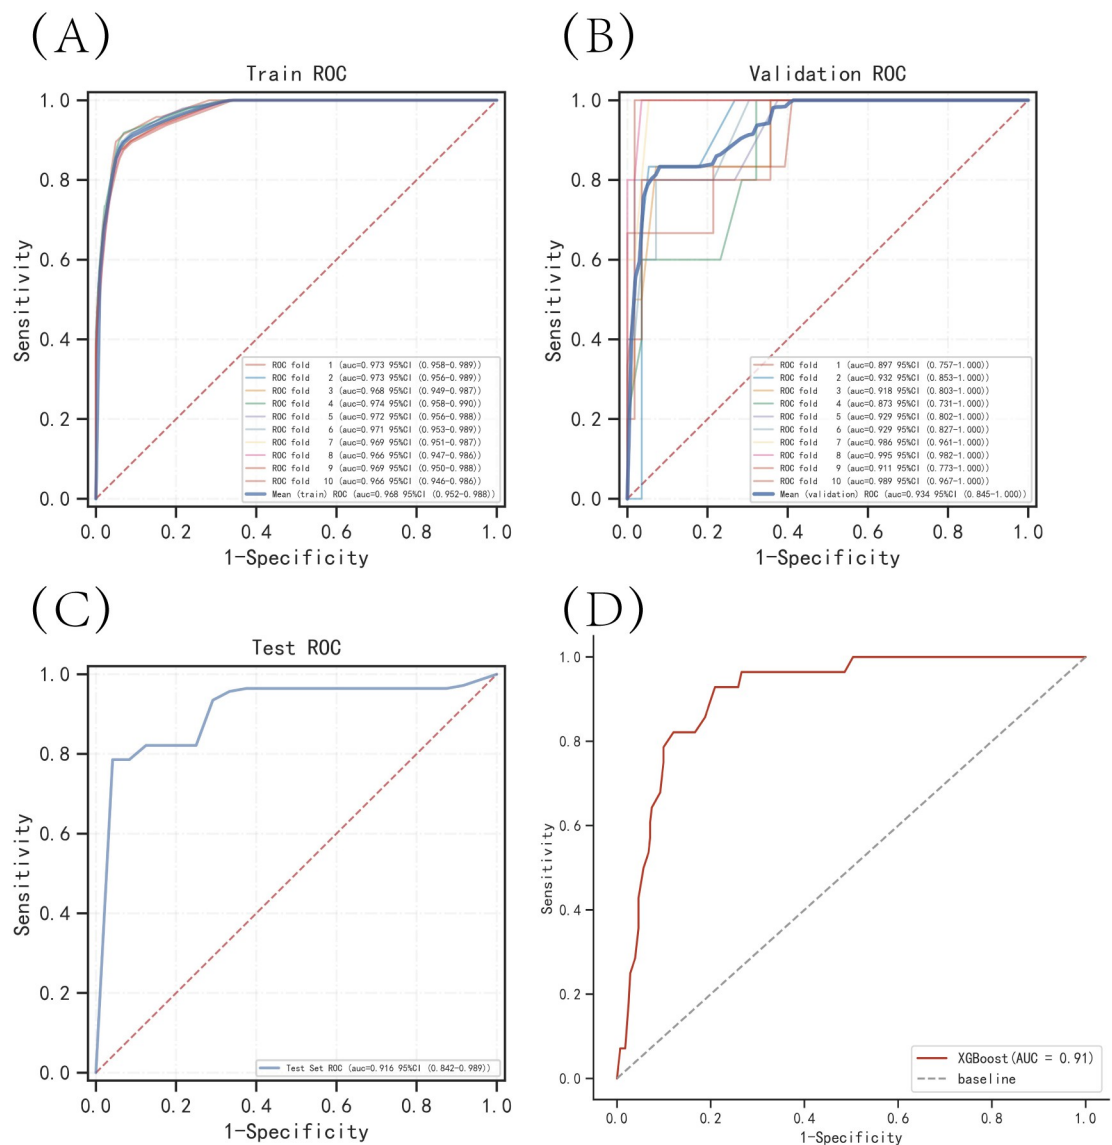 (A)
Train ROC
1.0
0.8
0.6
0.4
0.2
0.0
Sensitivity
ROC fold 1 (auc=0.973 95%CI (0.958-0.989))
ROC fold 2 (auc=0.973 95%CI (0.956-0.989))
ROC fold 3 (auc=0.968 95%CI (0.949-0.987))
ROC fold 4 (auc=0.974 95%CI (0.958-0.990))
ROC fold 5 (auc=0.972 95%CI (0.956-0.988))
ROC fold 6 (auc=0.971 95%CI (0.953-0.989))
ROC fold 7 (auc=0.969 95%CI (0.951-0.987))
ROC fold 8 (auc=0.966 95%CI (0.947-0.986))
ROC fold 9 (auc=0.969 95%CI (0.950-0.988))
ROC fold 10 (auc=0.966 95%CI (0.946-0.986))
Mean (train) ROC (auc=0.968 95%CI (0.952-0.988))
0.0 0.2 0.4 0.6 0.8 1.0
1-Specificity
(B)
Validation ROC
1.0
0.8
0.6
0.4
0.2
0.0
Sensitivity
ROC fold 1 (auc=0.897 95%CI (0.757-1.000))
ROC fold 2 (auc=0.932 95%CI (0.853-1.000))
ROC fold 3 (auc=0.918 95%CI (0.803-1.000))
ROC fold 4 (auc=0.873 95%CI (0.731-1.000))
ROC fold 5 (auc=0.929 95%CI (0.802-1.000))
ROC fold 6 (auc=0.929 95%CI (0.827-1.000))
ROC fold 7 (auc=0.986 95%CI (0.961-1.000))
ROC fold 8 (auc=0.995 95%CI (0.982-1.000))
ROC fold 9 (auc=0.911 95%CI (0.773-1.000))
ROC fold 10 (auc=0.989 95%CI (0.967-1.000))
Mean (validation) ROC (auc=0.934 95%CI (0.845-1.000))
0.0 0.2 0.4 0.6 0.8 1.0
1-Specificity
(C)
Test ROC
1.0
0.8
0.6
0.4
0.2
0.0
Sensitivity
Test Set ROC (auc=0.916 95%CI (0.842-0.989))
0.0 0.2 0.4 0.6 0.8 1.0
1-Specificity
(D)
1.0
0.8
0.6
0.4
0.2
0.0
Sensitivity
XGBoost(AUC = 0.91)
baseline
0.0 0.2 0.4 0.6 0.8 1.0
1-Specificity